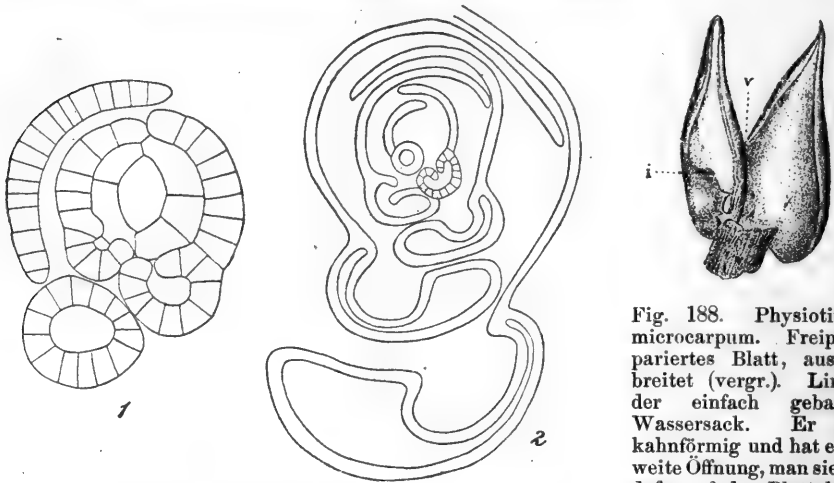 v
i
1
2
Fig. 188. Physioti
microcarpum. Freip
pariertes Blatt, aus
breitet (vergr.). Lin
der einfach geba
Wassersack. Er
kahnförmig und hat e
weite Öffnung, man sie